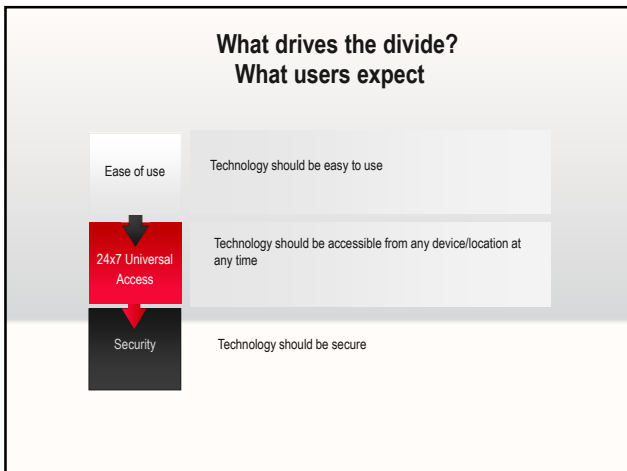 What drives the divide?
What users expect
Ease of use
Technology should be easy to use
24x7 Universal
Access
Technology should be accessible from any device/location at
any time
Security
Technology should be secure